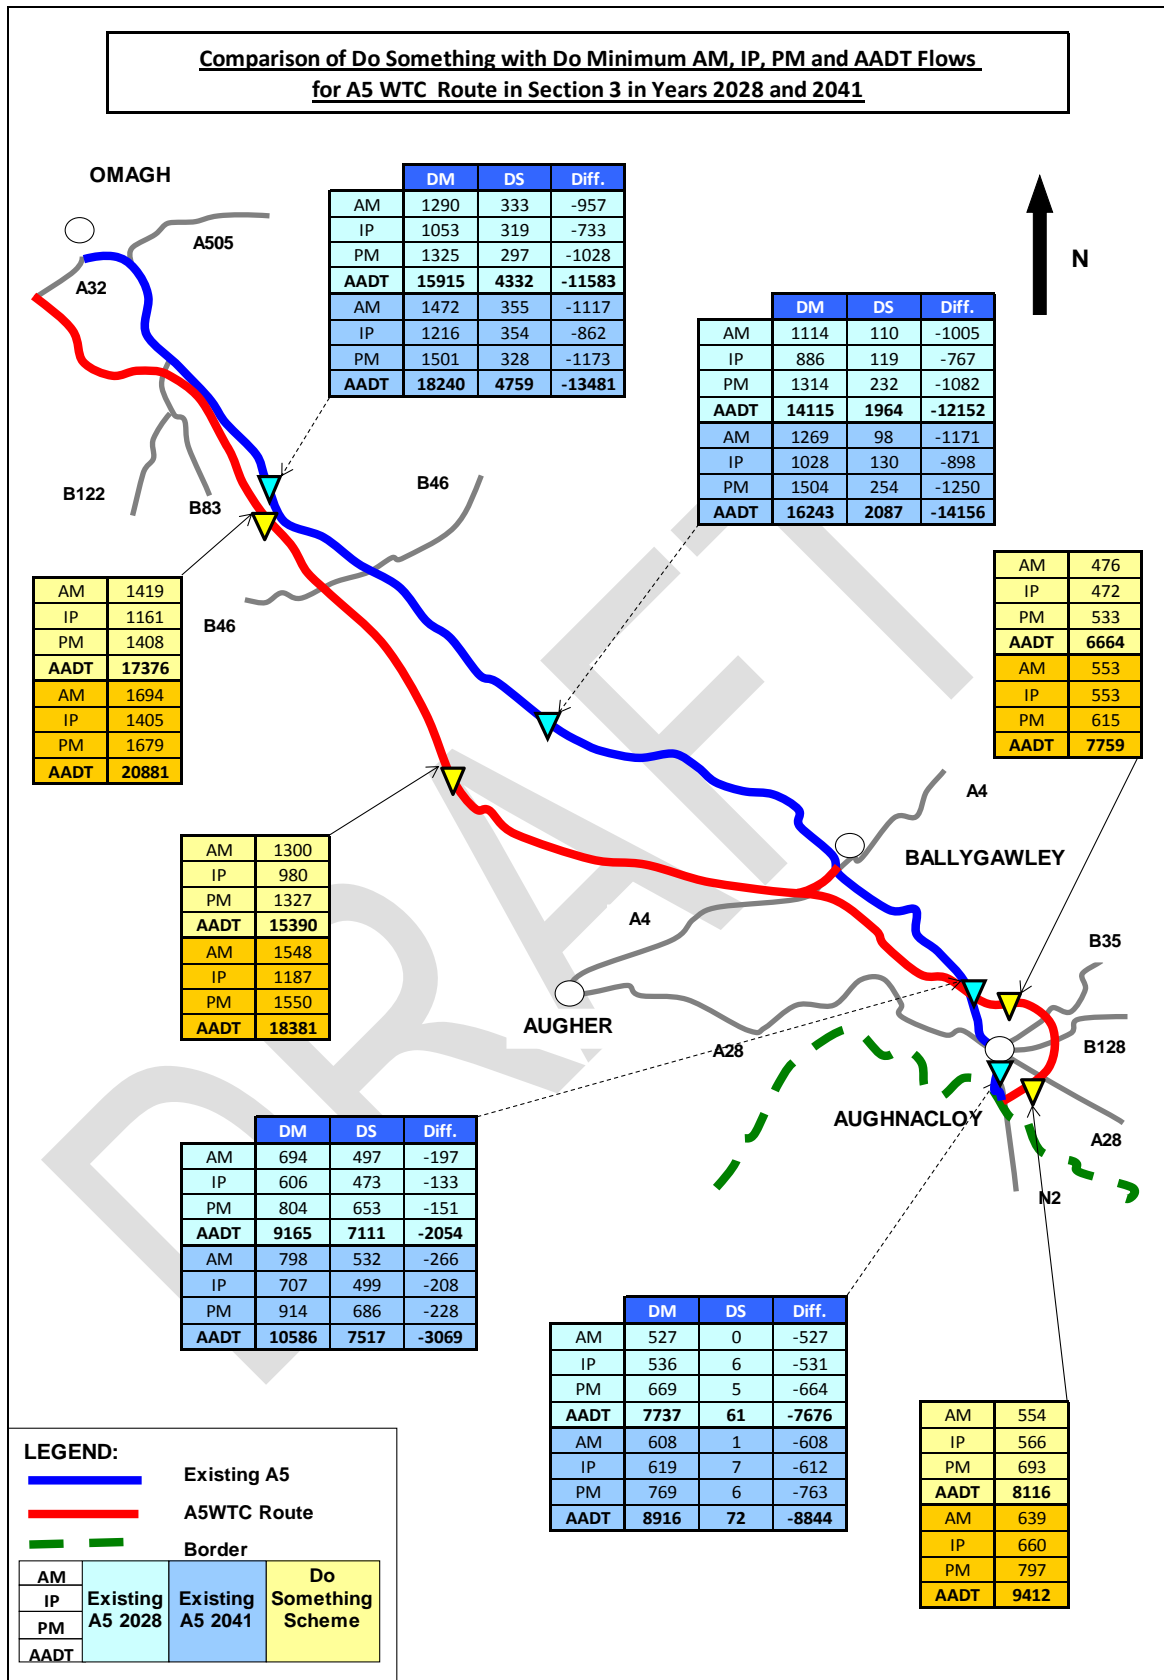 Comparison of Do Something with Do Minimum AM, IP, PM and AADT Flows
for A5 WTC Route in Section 3 in Years 2028 and 2041
OMAGH
A505
A32
N
DM DS Diff.
AM 1290 333 -957
IP 1053 319 -733
PM 1325 297 -1028
AADT 15915 4332 -11583
AM 1472 355 -1117
IP 1216 354 -862
PM 1501 328 -1173
AADT 18240 4759 -13481
DM DS Diff.
AM 1114 110 -1005
IP 886 119 -767
PM 1314 232 -1082
AADT 14115 1964 -12152
AM 1269 98 -1171
IP 1028 130 -898
PM 1504 254 -1250
AADT 16243 2087 -14156
B122
B83
B46
B46
AM 1419
IP 1161
PM 1408
AADT 17376
AM 1694
IP 1405
PM 1679
AADT 20881
AM 476
IP 472
PM 533
AADT 6664
AM 553
IP 553
PM 615
AADT 7759
DRAFT
A4
BALLYGAWLEY
AM 1300
IP 980
PM 1327
AADT 15390
AM 1548
IP 1187
PM 1550
AADT 18381
A4
B35
AUGHER
A28
B128
AUGHNACLOY
A28
N2
DM DS Diff.
AM 694 497 -197
IP 606 473 -133
PM 804 653 -151
AADT 9165 7111 -2054
AM 798 532 -266
IP 707 499 -208
PM 914 686 -228
AADT 10586 7517 -3069
DM DS Diff.
AM 527 0 -527
IP 536 6 -531
PM 669 5 -664
AADT 7737 61 -7676
AM 608 1 -608
IP 619 7 -612
PM 769 6 -763
AADT 8916 72 -8844
AM 554
IP 566
PM 693
AADT 8116
AM 639
IP 660
PM 797
AADT 9412
LEGEND:
Existing A5
A5WTC Route
Border
AM
IP
PM
AADT
Existing
A5 2028
Existing
A5 2041
Do
Something
Scheme